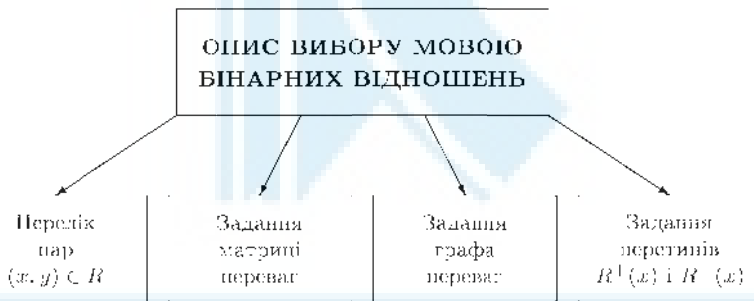 ОПИС ВИБОРУ МОВОЮ
БІНАРНИХ ВІДНОШЕНЬ
Перелік
пар
(x, y) ∈ R
Задання
матриці
переваг
Задання
графа
переваг
Задання
перетинів
R⁺(x) і R⁻(x)